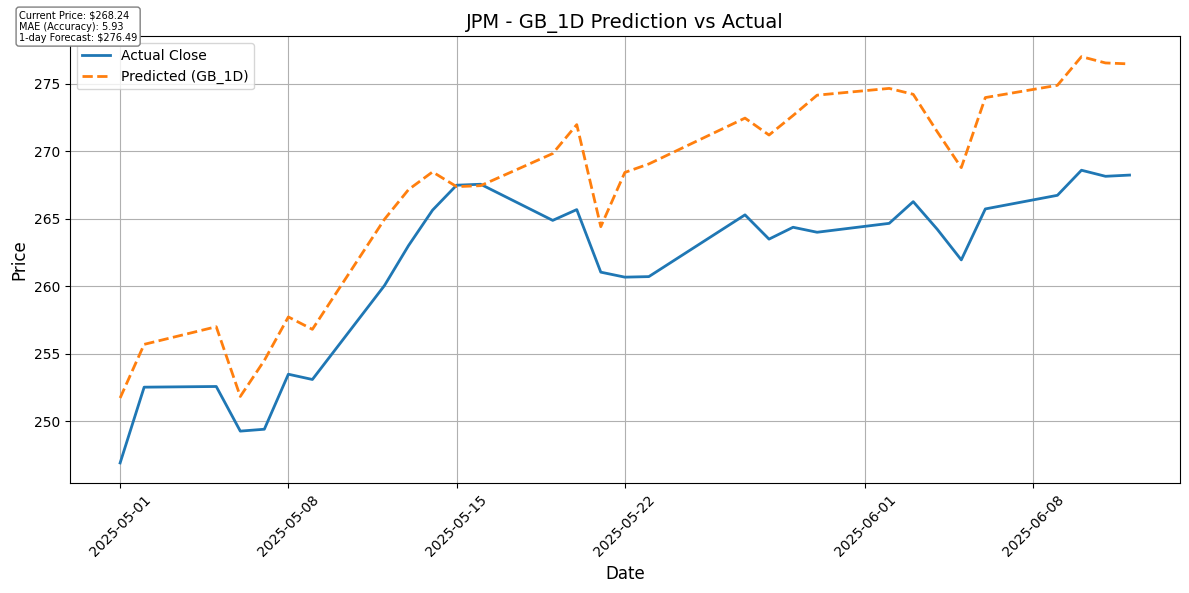 JPM - GB_1D Prediction vs Actual
Current Price: $268.24
MAE (Accuracy): 5.93
1-day Forecast: $276.49
Actual Close
Predicted (GB_1D)
275
270
265
260
255
250
Price
2025-05-01
2025-05-08
2025-05-15
2025-05-22
2025-06-01
2025-06-08
Date